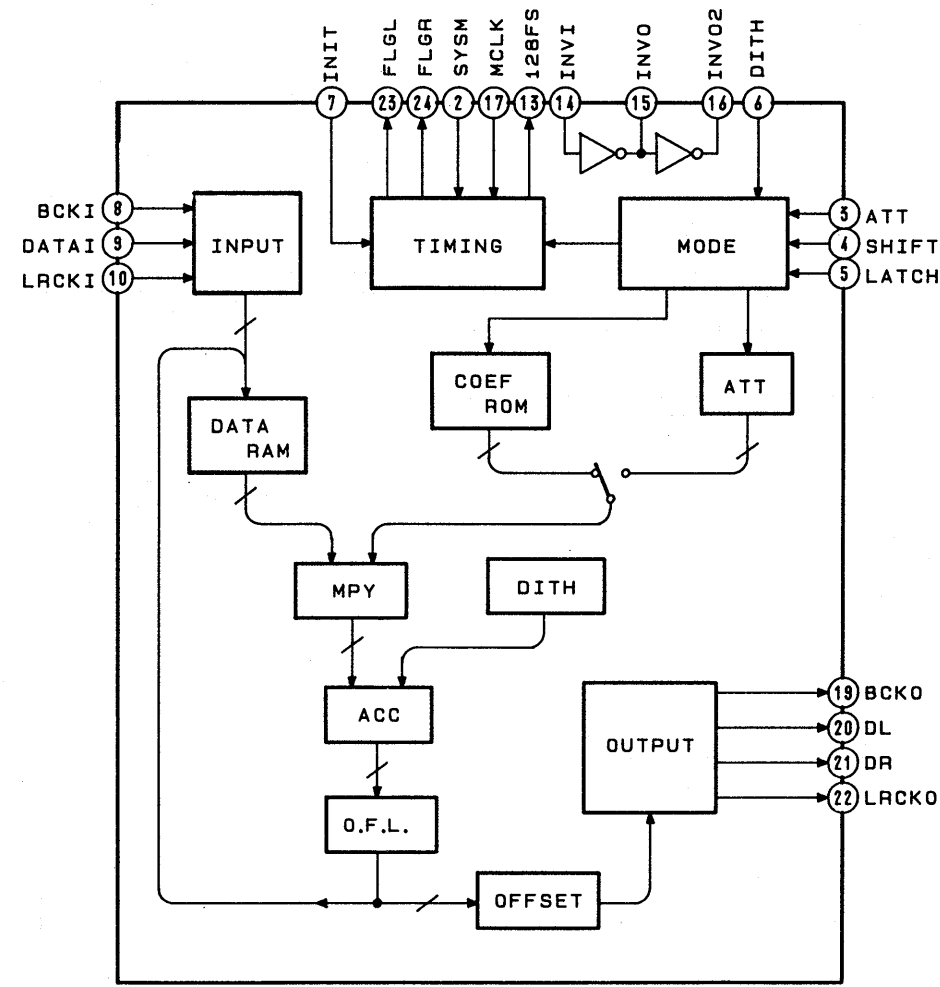 INIT
FLGL
FLGR
SYSM
MCLK
128FS
INVI
INVO
INVO2
DITH
7
23
24
2
17
13
14
15
16
6
BCKI
8
DATAI
9
LRCKI
10
INPUT
TIMING
MODE
3
ATT
4
SHIFT
5
LATCH
COEF
ROM
ATT
DATA
RAM
MPY
DITH
ACC
OUTPUT
19
BCKO
20
DL
21
DR
22
LRCKO
O.F.L.
OFFSET